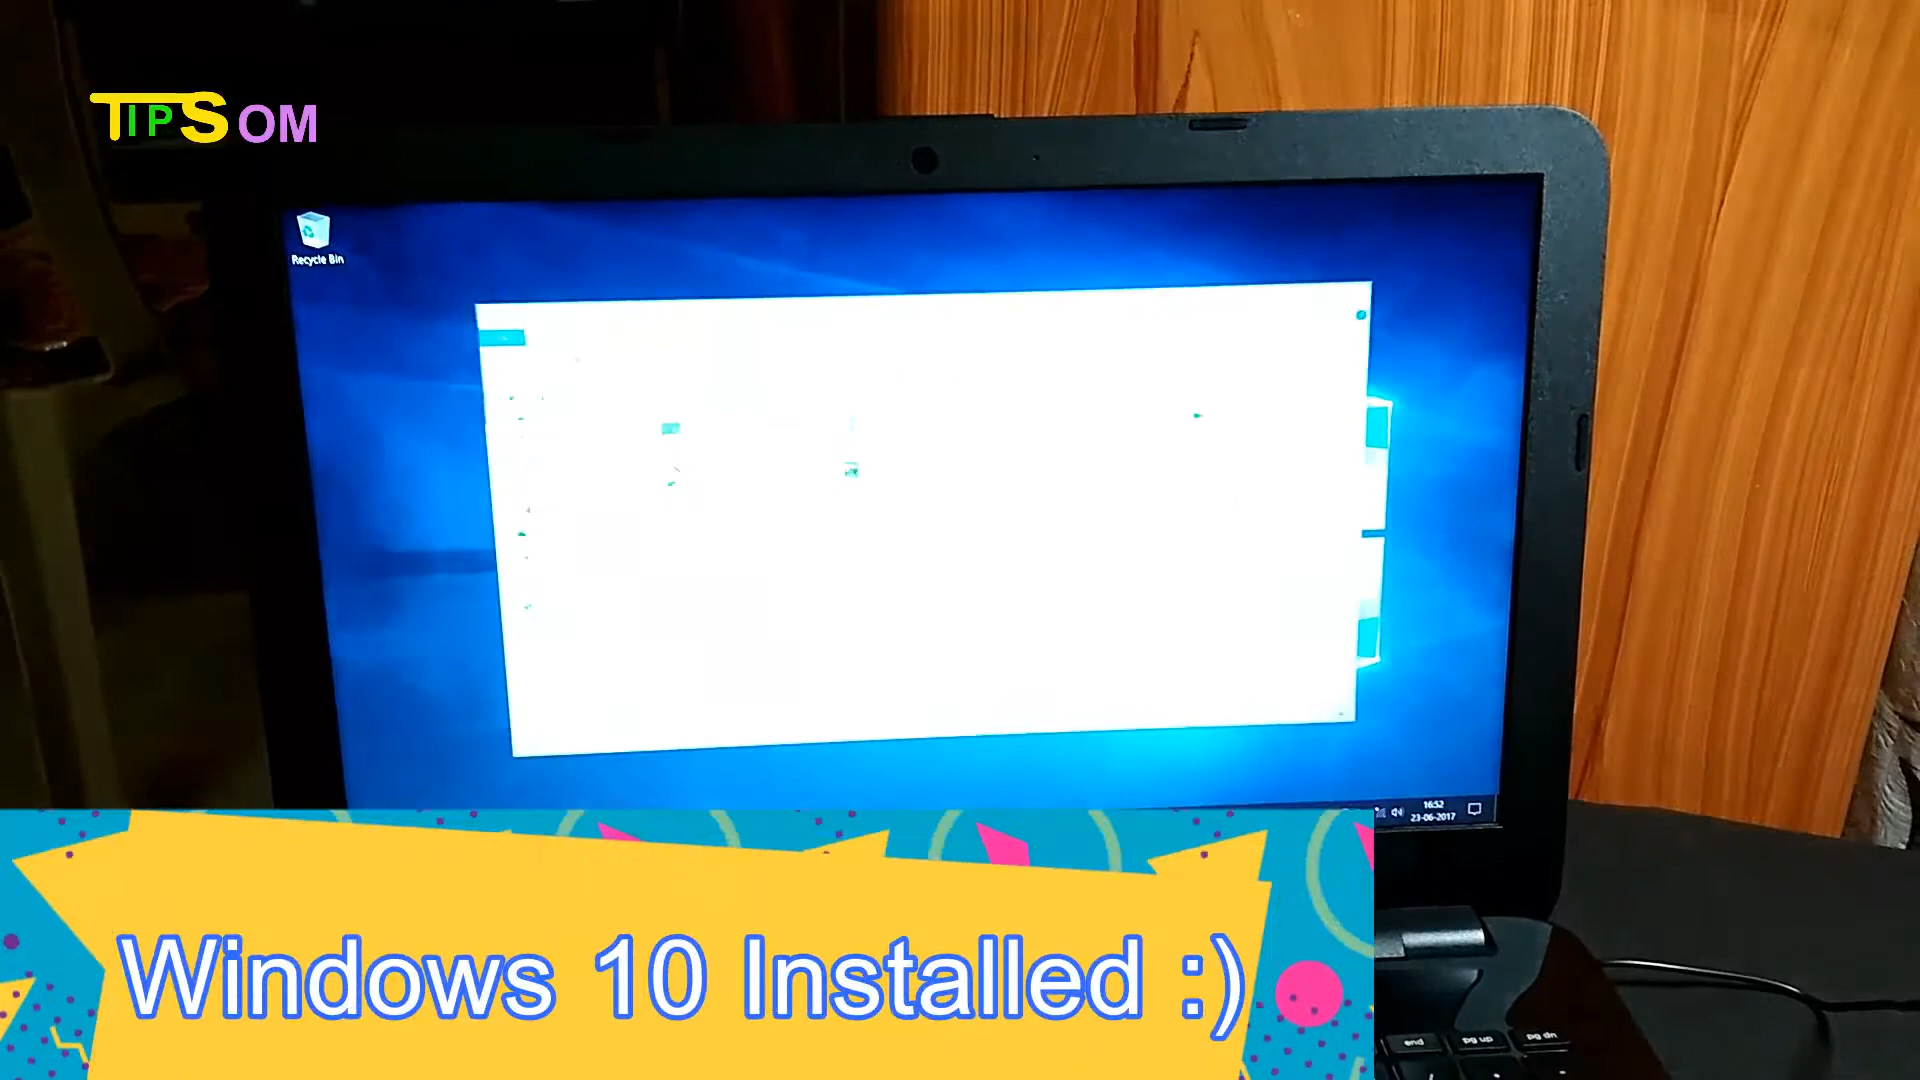 TIPS OM
Recycle Bin
16:52
23-06-2017
Windows 10 Installed :)
end
pg up
pg dn